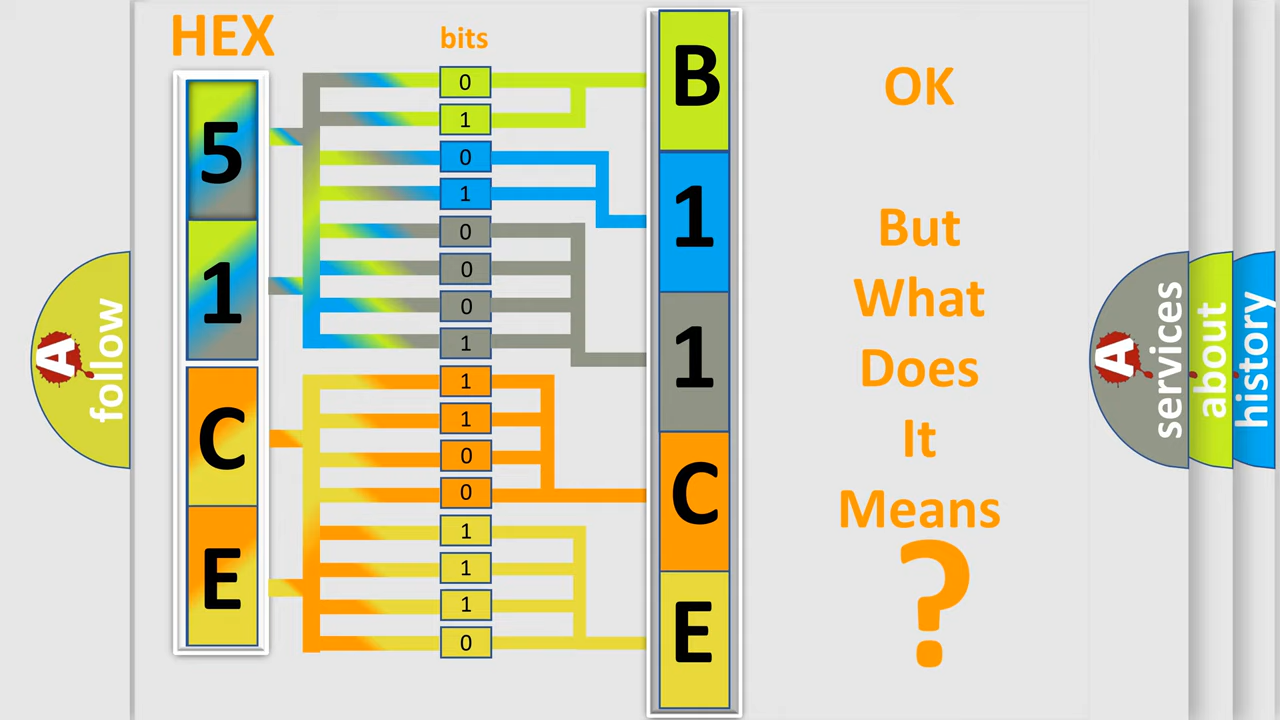 HEX
bits
5
1
C
E
0
1
0
1
0
0
0
1
1
1
0
0
1
1
1
0
B
1
1
C
E
OK
But
What
Does
It
Means
?
A
follow
A
services
about
history